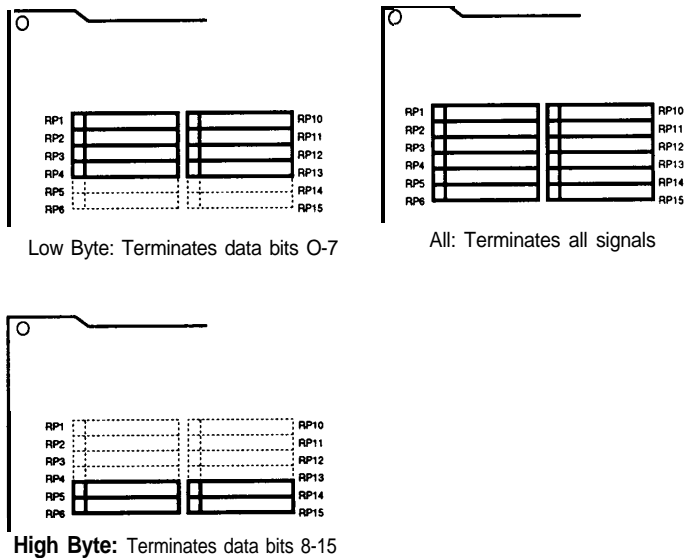 RP1 RP10
RP2 RP11
RP3 RP12
RP4 RP13
RP5 RP14
RP6 RP15
Low Byte: Terminates data bits O-7
RP1 RP10
RP2 RP11
RP3 RP12
RP4 RP13
RP5 RP14
RP6 RP15
All: Terminates all signals
RP1 RP10
RP2 RP11
RP3 RP12
RP4 RP13
RP5 RP14
RP6 RP15
High Byte: Terminates data bits 8-15